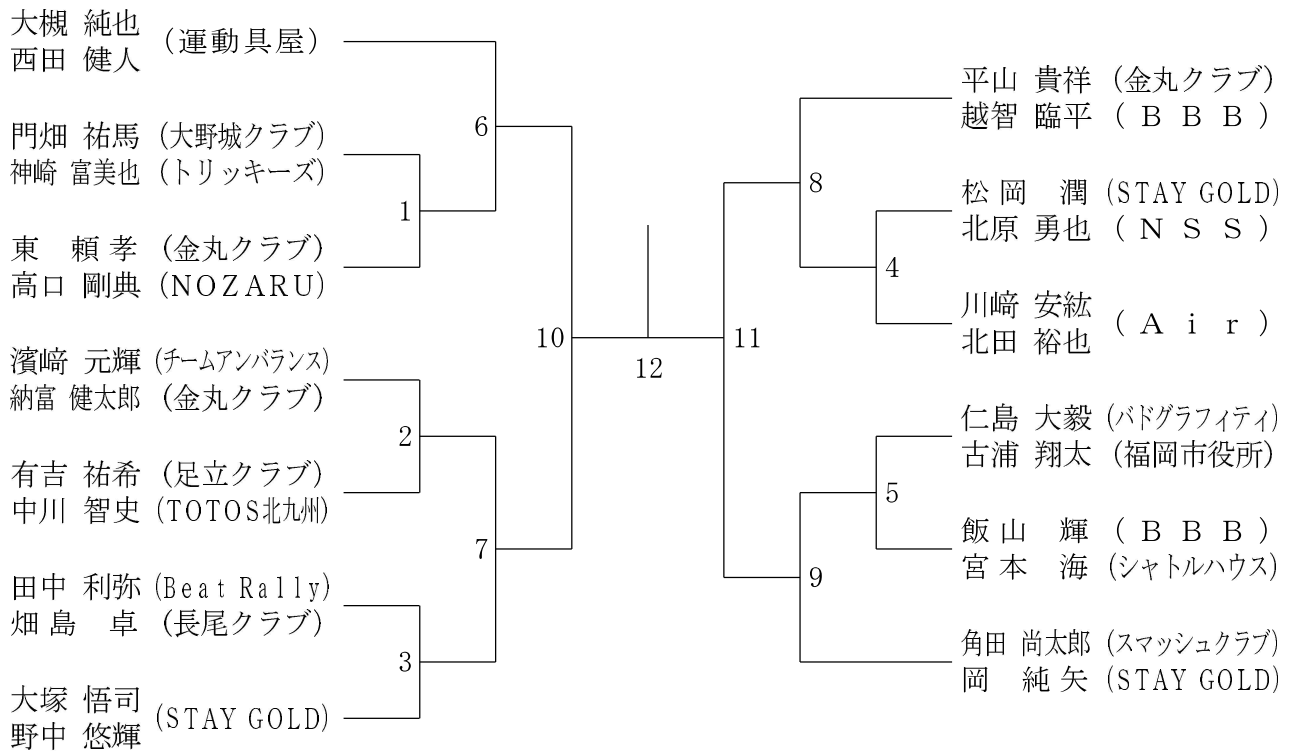 大槻 純也
西田 健人
(運動具屋)
門畑 祐馬 (大野城クラブ)
神崎 富美也 (トリッキーズ)
東 頼孝 (金丸クラブ)
高口 剛典 (NOZARU)
濱﨑 元輝 (チームアンバランス)
納富 健太郎 (金丸クラブ)
有吉 祐希 (足立クラブ)
中川 智史 (TOTOS北九州)
田中 利弥 (Beat Rally)
畑島 卓 (長尾クラブ)
大塚 悟司
野中 悠輝
(STAY GOLD)
6
1
2
7
3
10
12
11
8
4
5
9
平山 貴祥 (金丸クラブ)
越智 臨平 (BBB)
松岡 潤 (STAY GOLD)
北原 勇也 (NSS)
川﨑 安紘
北田 裕也
(Air)
仁島 大毅 (バドグラフィティ)
古浦 翔太 (福岡市役所)
飯山 輝 (BBB)
宮本 海 (シャトルハウス)
角田 尚太郎 (スマッシュクラブ)
岡 純矢 (STAY GOLD)